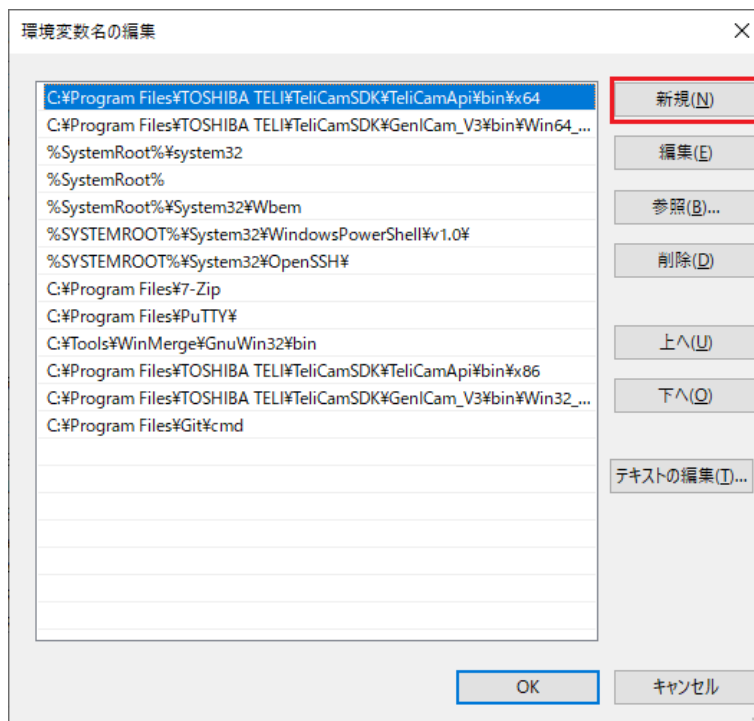 環境変数名の編集
C:¥Program Files¥TOSHIBA TELI¥TeliCamSDK¥TeliCamApi¥bin¥x64
C:¥Program Files¥TOSHIBA TELI¥TeliCamSDK¥GenICam_V3¥bin¥Win64_...
%SystemRoot%¥system32
%SystemRoot%
%SystemRoot%¥System32¥Wbem
%SYSTEMROOT%¥System32¥WindowsPowerShell¥v1.0¥
%SYSTEMROOT%¥System32¥OpenSSH¥
C:¥Program Files¥7-Zip
C:¥Program Files¥PuTTY¥
C:¥Tools¥WinMerge¥GnuWin32¥bin
C:¥Program Files¥TOSHIBA TELI¥TeliCamSDK¥TeliCamApi¥bin¥x86
C:¥Program Files¥TOSHIBA TELI¥TeliCamSDK¥GenICam_V3¥bin¥Win32_...
C:¥Program Files¥Git¥cmd
新規(N)
編集(E)
参照(B)...
削除(D)
上へ(U)
下へ(O)
テキストの編集(T)...
OK
キャンセル